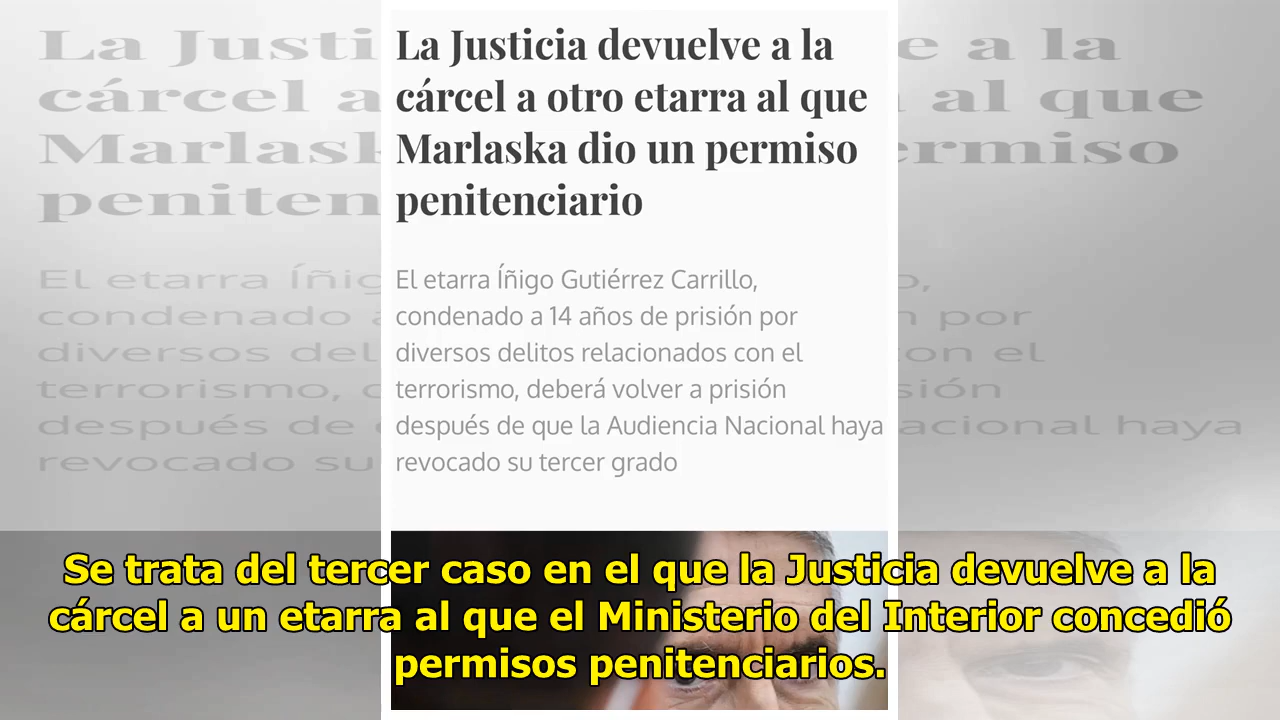 La Justicia devuelve a la
cárcel a otro etarra al que
Marlaska dio un permiso
penitenciario
El etarra Íñigo Gutiérrez Carrillo,
condenado a 14 años de prisión por
diversos delitos relacionados con el
terrorismo, deberá volver a prisión
después de que la Audiencia Nacional haya
revocado su tercer grado
Se trata del tercer caso en el que la Justicia devuelve a la
cárcel a un etarra al que el Ministerio del Interior concedió
permisos penitenciarios.